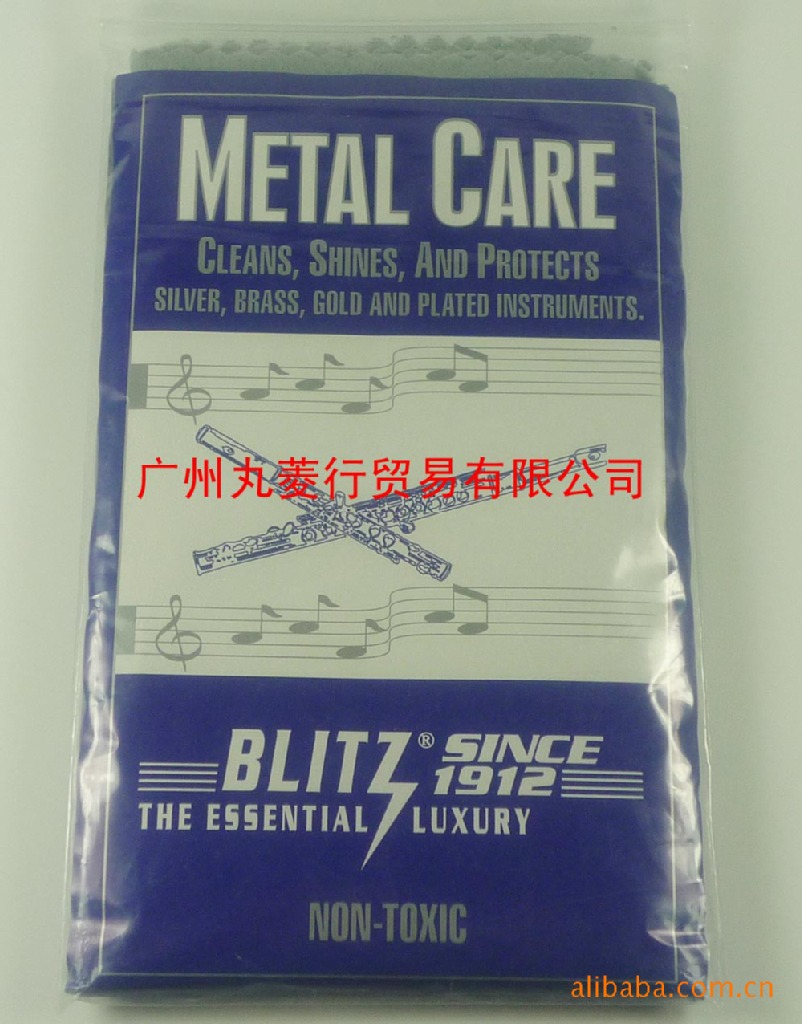 METAL CARE
CLEANS, SHINES, AND PROTECTS
SILVER, BRASS, GOLD AND PLATED INSTRUMENTS.
广州丸菱行贸易有限公司
BLITZ® SINCE 1912
THE ESSENTIAL LUXURY
NON-TOXIC
alibaba.com.cn